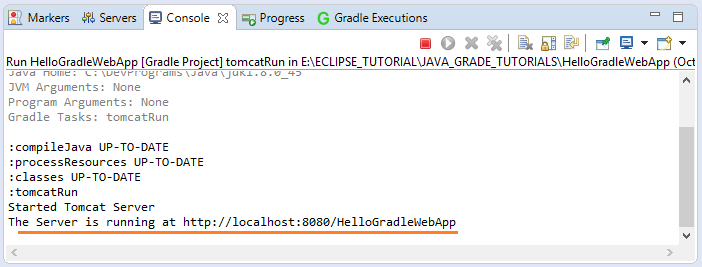 Markers Servers Console Progress Gradle Executions
Run HelloGradleWebApp [Gradle Project] tomcatRun in E:\ECLIPSE_TUTORIAL\JAVA_GRADE_TUTORIALS\HelloGradleWebApp (Oct
Java Home: C:\DevPrograms\Java\jdk1.8.0_45
JVM Arguments: None
Program Arguments: None
Gradle Tasks: tomcatRun
:compileJava UP-TO-DATE
:processResources UP-TO-DATE
:classes UP-TO-DATE
:tomcatRun
Started Tomcat Server
The Server is running at http://localhost:8080/HelloGradleWebApp